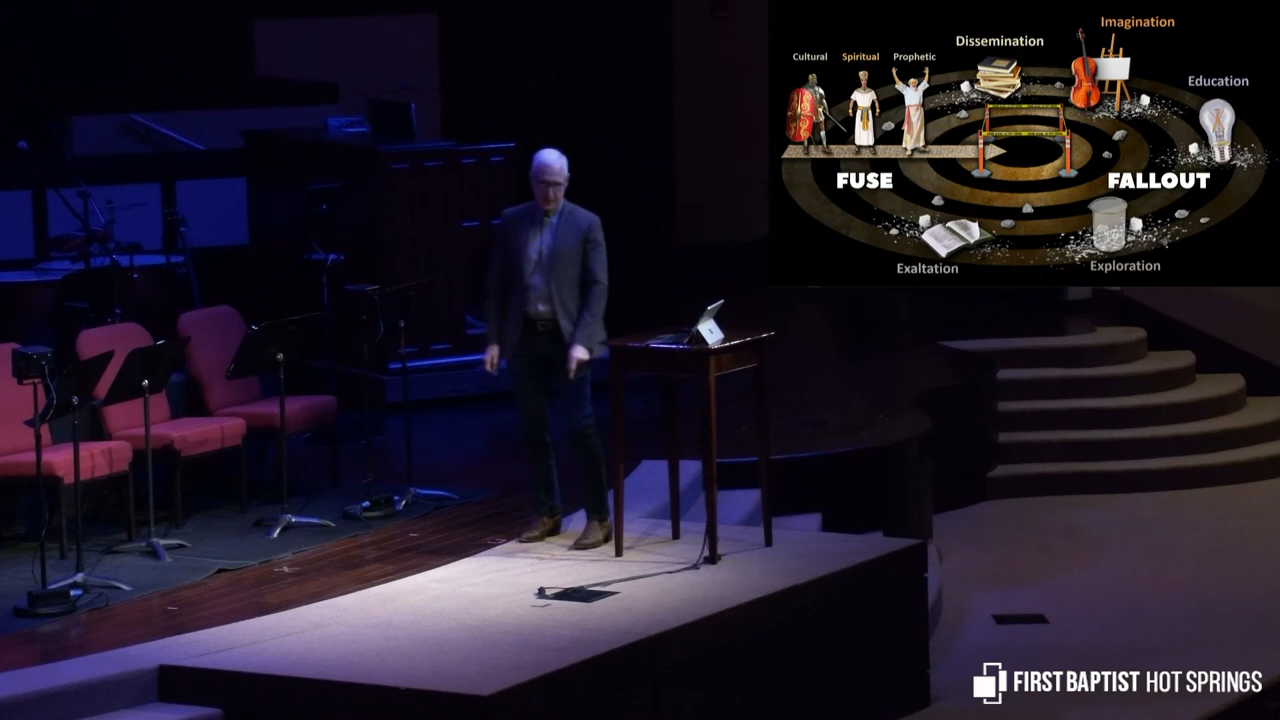 Imagination
Dissemination
Cultural Spiritual Prophetic
Education
FUSE
FALLOUT
Exaltation
Exploration
FIRST BAPTIST HOT SPRINGS